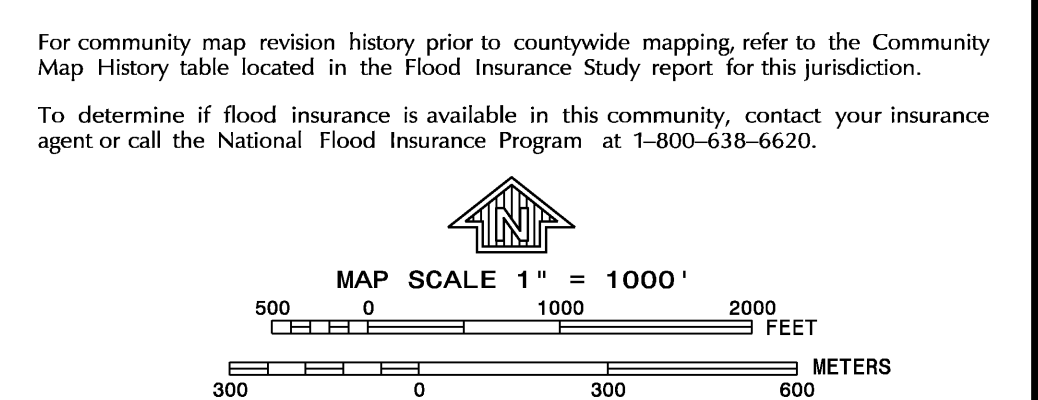 For community map revision history prior to countywide mapping, refer to the Community
Map History table located in the Flood Insurance Study report for this jurisdiction.
To determine if flood insurance is available in this community, contact your insurance
agent or call the National Flood Insurance Program at 1–800–638–6620.
N
MAP SCALE 1" = 1000'
500 0 1000 2000
FEET
METERS
300 0 300 600